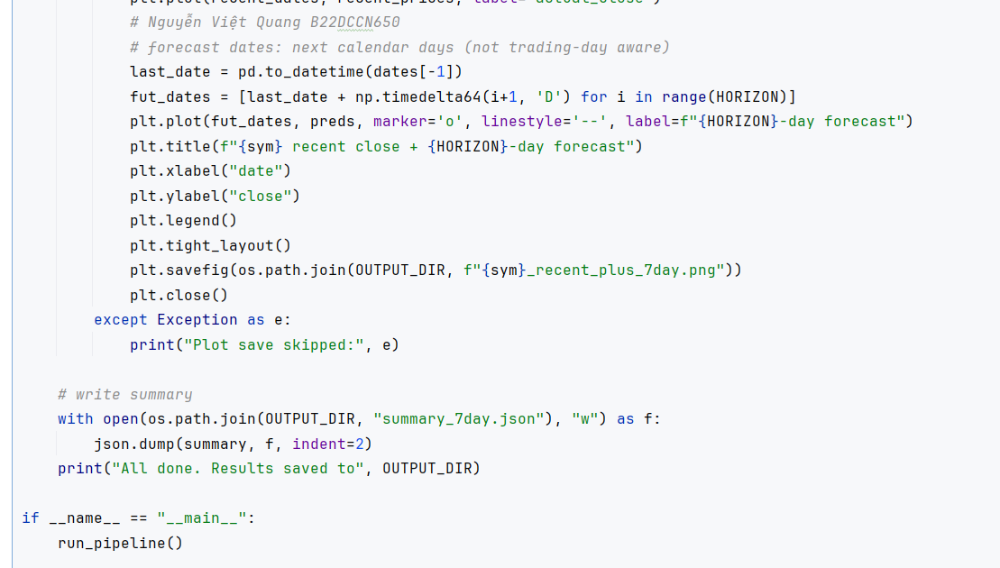 plt.plot(recent_dates, recent_prices, label="actual_close")
# Nguyễn Việt Quang B22DCCN650
# forecast dates: next calendar days (not trading-day aware)
last_date = pd.to_datetime(dates[-1])
fut_dates = [last_date + np.timedelta64(i+1, 'D') for i in range(HORIZON)]
plt.plot(fut_dates, preds, marker='o', linestyle='--', label=f"{HORIZON}-day forecast")
plt.title(f"{sym} recent close + {HORIZON}-day forecast")
plt.xlabel("date")
plt.ylabel("close")
plt.legend()
plt.tight_layout()
plt.savefig(os.path.join(OUTPUT_DIR, f"{sym}_recent_plus_7day.png"))
plt.close()
except Exception as e:
print("Plot save skipped:", e)
# write summary
with open(os.path.join(OUTPUT_DIR, "summary_7day.json"), "w") as f:
json.dump(summary, f, indent=2)
print("All done. Results saved to", OUTPUT_DIR)
if __name__ == "__main__":
run_pipeline()